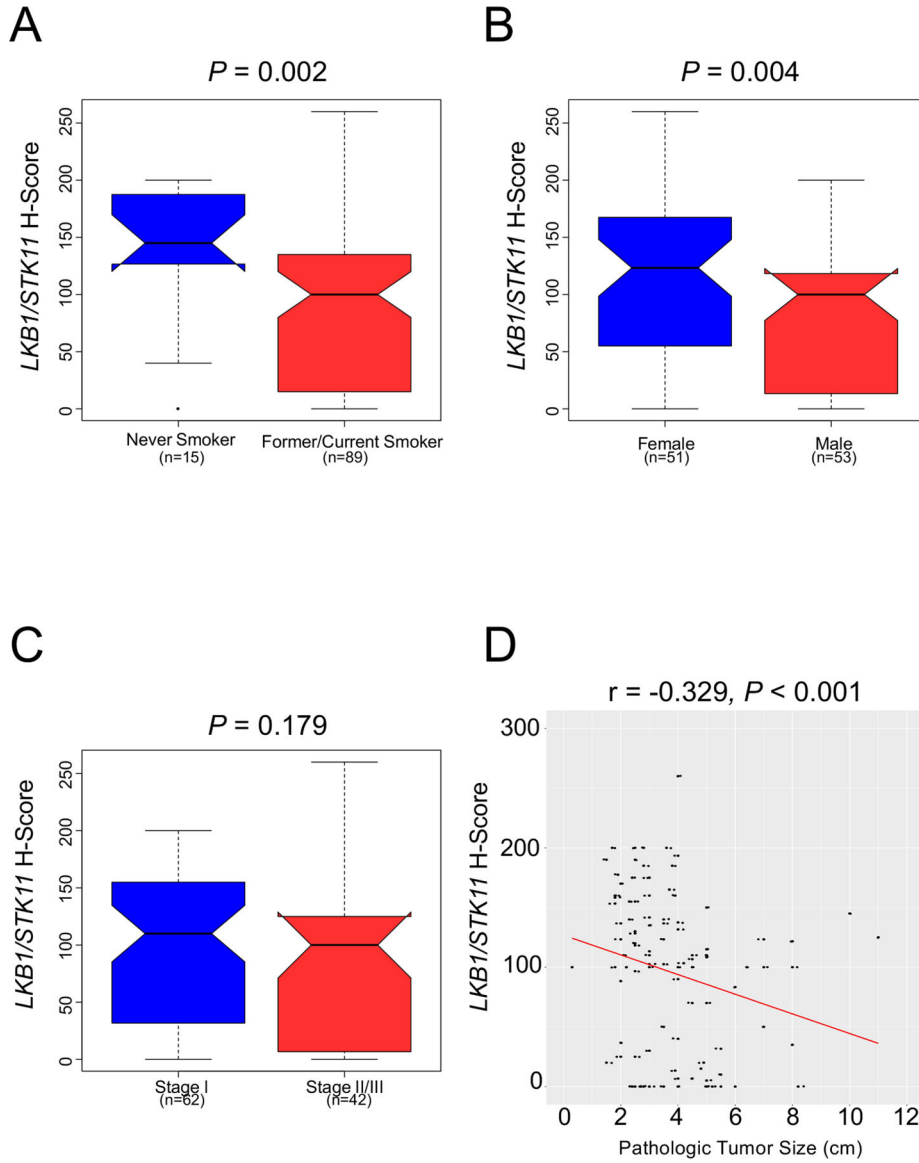 A
P = 0.002
LKB1/STK11 H-Score
250
200
150
100
50
0
Never Smoker
(n=15)
Former/Current Smoker
(n=89)
B
P = 0.004
LKB1/STK11 H-Score
250
200
150
100
50
0
Female
(n=51)
Male
(n=53)
C
P = 0.179
LKB1/STK11 H-Score
250
200
150
100
50
0
Stage I
(n=62)
Stage II/III
(n=42)
D
r = -0.329, P < 0.001
LKB1/STK11 H-Score
300
200
100
0
0 2 4 6 8 10 12
Pathologic Tumor Size (cm)